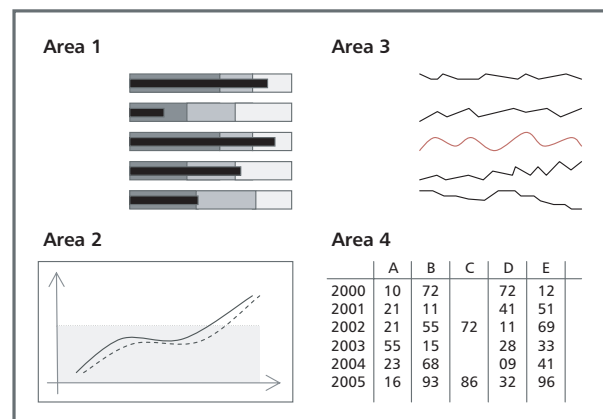 Area 1
Area 3
Area 2
Area 4
A B C D E
2000 10 72 72 12
2001 21 11 41 51
2002 21 55 72 11 69
2003 55 15 28 33
2004 23 68 09 41
2005 16 93 86 32 96